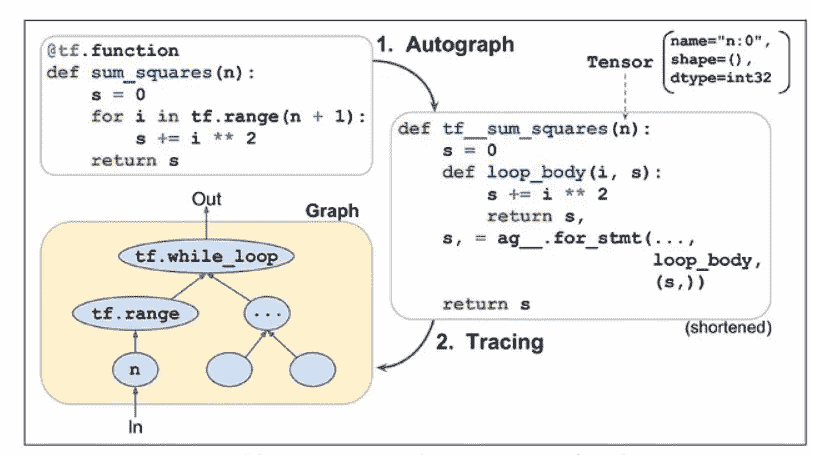 @tf.function
def sum_squares(n):
    s = 0
    for i in tf.range(n + 1):
        s += i ** 2
    return s
1. Autograph
Tensor
name="n:0",
shape=(),
dtype=int32
def tf__sum_squares(n):
    s = 0
    def loop_body(i, s):
        s += i ** 2
        return s,
    s, = ag__.for_stmt(...,
                       loop_body,
                       (s,))
    return s
(shortened)
2. Tracing
Out
Graph
tf.while_loop
tf.range
...
n
In